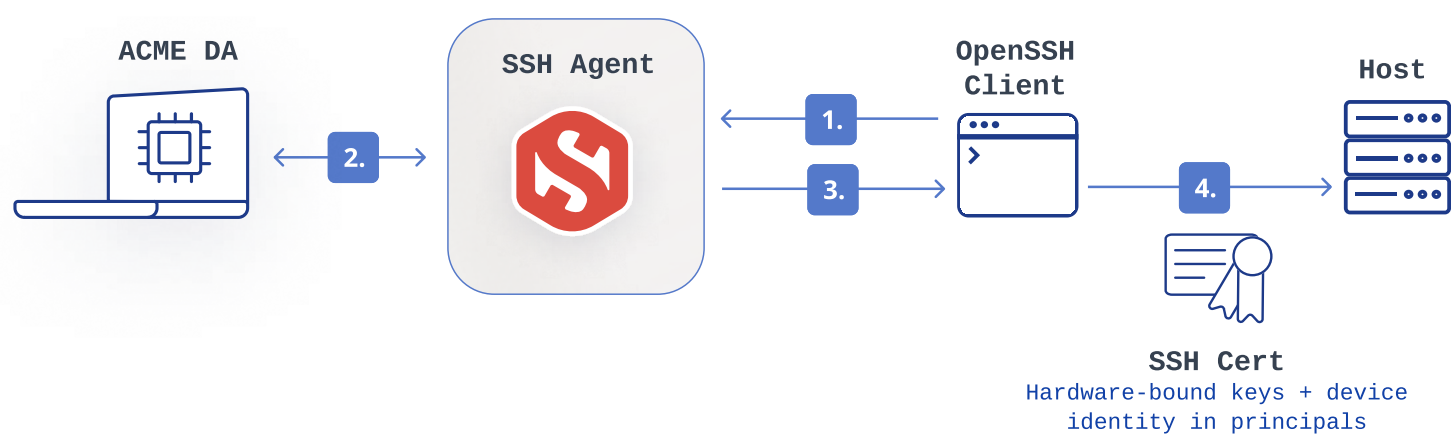 ACME DA
SSH Agent
OpenSSH
Client
Host
1.
2.
3.
4.
SSH Cert
Hardware-bound keys + device
identity in principals